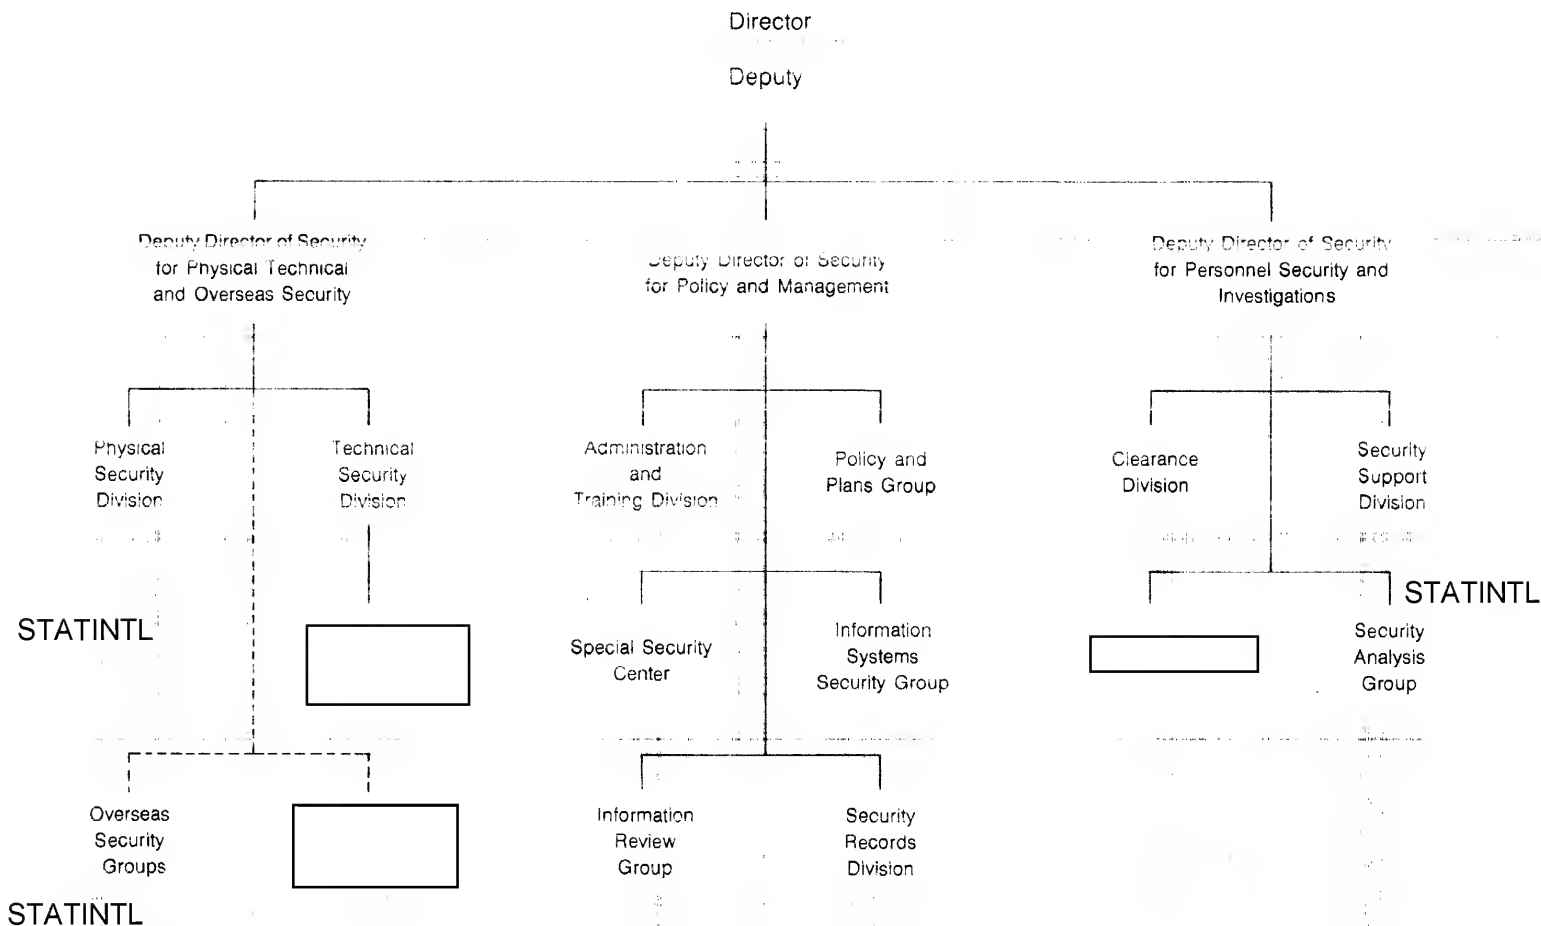 Director
Deputy
Deputy Director of Security
for Physical Technical
and Overseas Security
Deputy Director of Security
for Policy and Management
Deputy Director of Security
for Personnel Security and
Investigations
Physical
Security
Division
Technical
Security
Division
Administration
and
Training Division
Policy and
Plans Group
Clearance
Division
Security
Support
Division
STATINTL
STATINTL
Special Security
Center
Information
Systems
Security Group
Security
Analysis
Group
Overseas
Security
Groups
Information
Review
Group
Security
Records
Division
STATINTL